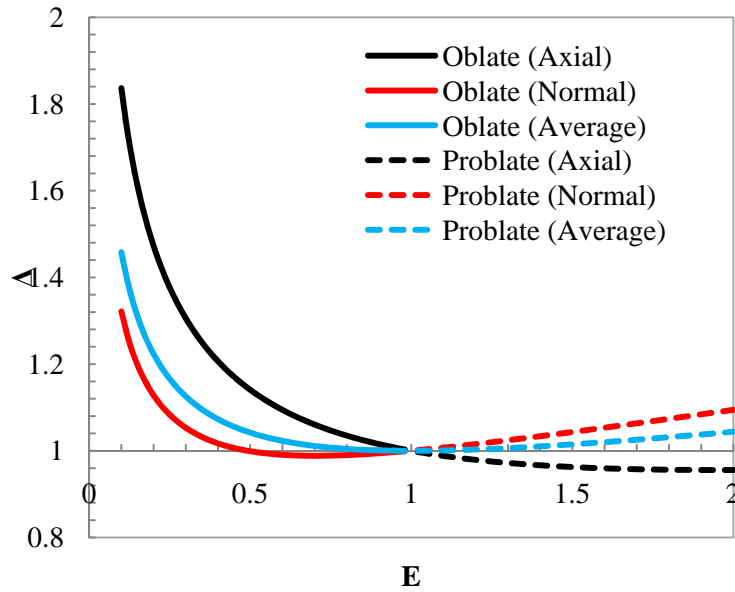 2
Oblate (Axial)
1.8
Oblate (Normal)
Oblate (Average)
Problate (Axial)
1.6
Problate (Normal)
Problate (Average)
Δ
1.4
1.2
1
0
0.5
1
1.5
2
0.8
E